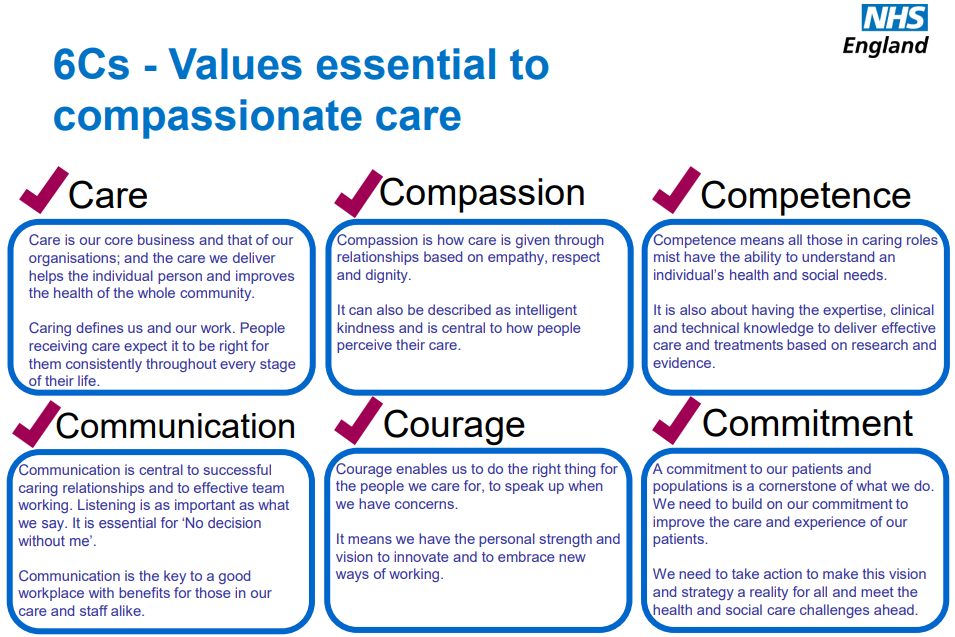 NHS
England
6Cs - Values essential to
compassionate care
Care
Care is our core business and that of our
organisations; and the care we deliver
helps the individual person and improves
the health of the whole community.
Caring defines us and our work. People
receiving care expect it to be right for
them consistently throughout every stage
of their life.
Compassion
Compassion is how care is given through
relationships based on empathy, respect
and dignity.
It can also be described as intelligent
kindness and is central to how people
perceive their care.
Competence
Competence means all those in caring roles
mist have the ability to understand an
individual's health and social needs.
It is also about having the expertise, clinical
and technical knowledge to deliver effective
care and treatments based on research and
evidence.
Communication
Communication is central to successful
caring relationships and to effective team
working. Listening is as important as what
we say. It is essential for ‘No decision
without me’.
Communication is the key to a good
workplace with benefits for those in our
care and staff alike.
Courage
Courage enables us to do the right thing for
the people we care for, to speak up when
we have concerns.
It means we have the personal strength and
vision to innovate and to embrace new
ways of working.
Commitment
A commitment to our patients and
populations is a cornerstone of what we do.
We need to build on our commitment to
improve the care and experience of our
patients.
We need to take action to make this vision
and strategy a reality for all and meet the
health and social care challenges ahead.